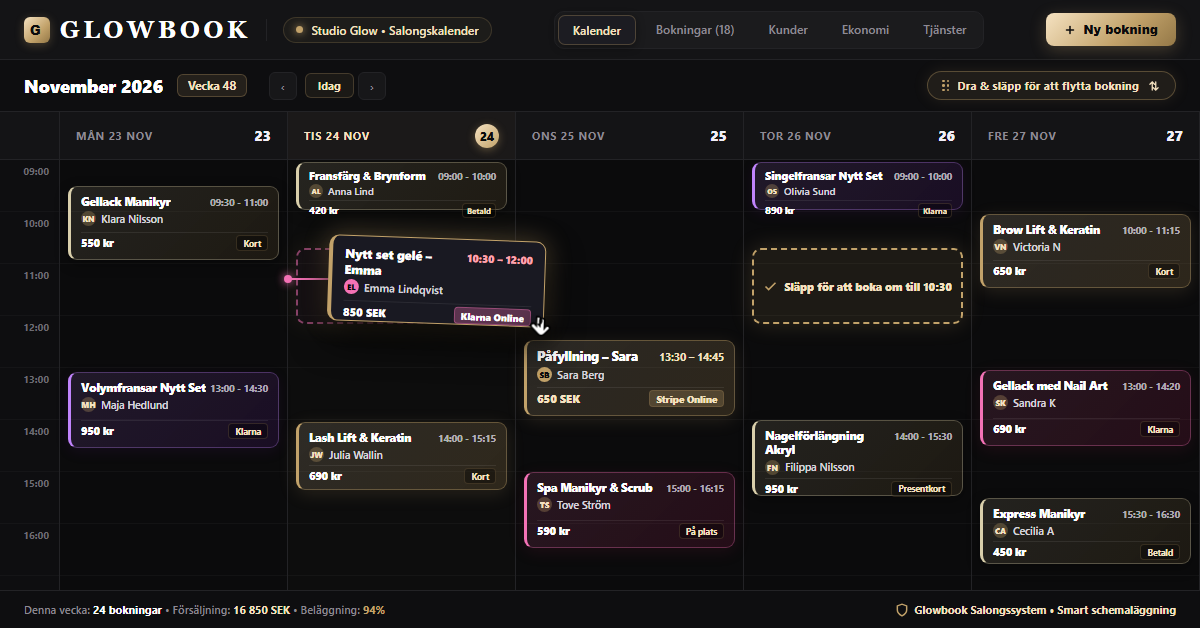 G GLOWBOOK
Studio Glow • Salongskalender
Kalender Bokningar (18) Kunder Ekonomi Tjänster
+ Ny bokning
November 2026 Vecka 48 ‹ Idag ›
Dra & släpp för att flytta bokning
MÅN 23 NOV 23
TIS 24 NOV 24
ONS 25 NOV 25
TOR 26 NOV 26
FRE 27 NOV 27
09:00
10:00
11:00
12:00
13:00
14:00
15:00
16:00
Gellack Manikyr 09:30 - 11:00
KN Klara Nilsson
550 kr Kort
Volymfransar Nytt Set 13:00 - 14:30
MH Maja Hedlund
950 kr Klarna
Fransfärg & Brynform 09:00 - 10:00
AL Anna Lind
420 kr Betald
Nytt set gelé – 10:30 – 12:00
Emma
EL Emma Lindqvist
850 SEK Klarna Online
Lash Lift & Keratin 14:00 - 15:15
JW Julia Wallin
690 kr Kort
Påfyllning – Sara 13:30 – 14:45
SB Sara Berg
650 SEK Stripe Online
Spa Manikyr & Scrub 15:00 - 16:15
TS Tove Ström
590 kr På plats
Singelfransar Nytt Set 09:00 - 10:00
OS Olivia Sund
890 kr Klarna
Släpp för att boka om till 10:30
Nagelförlängning 14:00 - 15:30
Akryl
FN Filippa Nilsson
950 kr Presentkort
Brow Lift & Keratin 10:00 - 11:15
VN Victoria N
650 kr Kort
Gellack med Nail Art 13:00 - 14:20
SK Sandra K
690 kr Klarna
Express Manikyr 15:30 - 16:30
CA Cecilia A
450 kr Betald
Denna vecka: 24 bokningar • Försäljning: 16 850 SEK • Beläggning: 94%
Glowbook Salongssystem • Smart schemaläggning